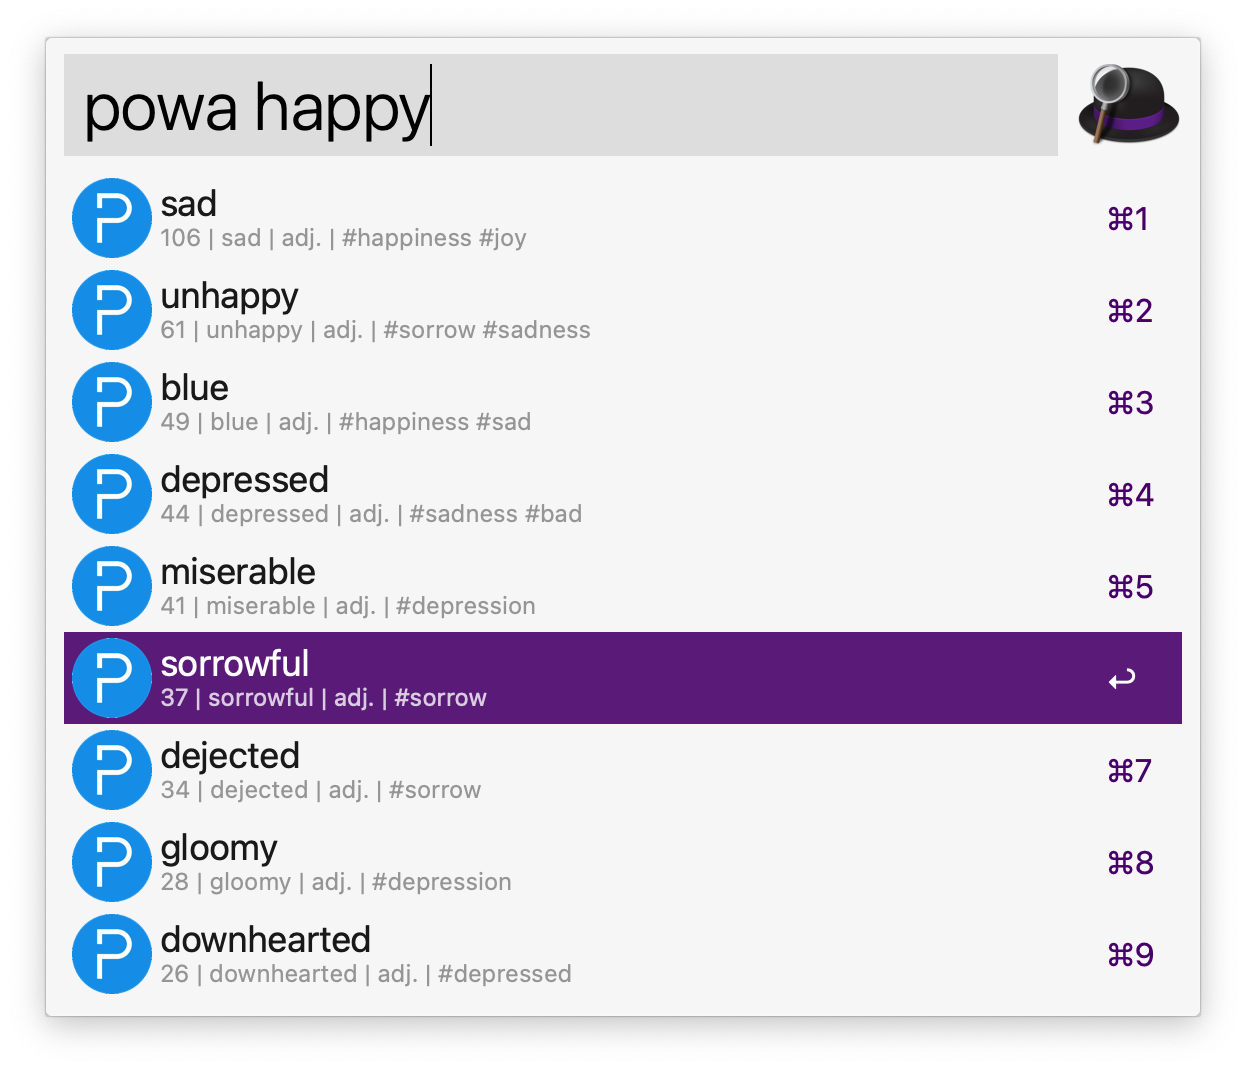 powa happy
sad
106 | sad | adj. | #happiness #joy
⌘1
unhappy
61 | unhappy | adj. | #sorrow #sadness
⌘2
blue
49 | blue | adj. | #happiness #sad
⌘3
depressed
44 | depressed | adj. | #sadness #bad
⌘4
miserable
41 | miserable | adj. | #depression
⌘5
sorrowful
37 | sorrowful | adj. | #sorrow
dejected
34 | dejected | adj. | #sorrow
⌘7
gloomy
28 | gloomy | adj. | #depression
⌘8
downhearted
26 | downhearted | adj. | #depressed
⌘9